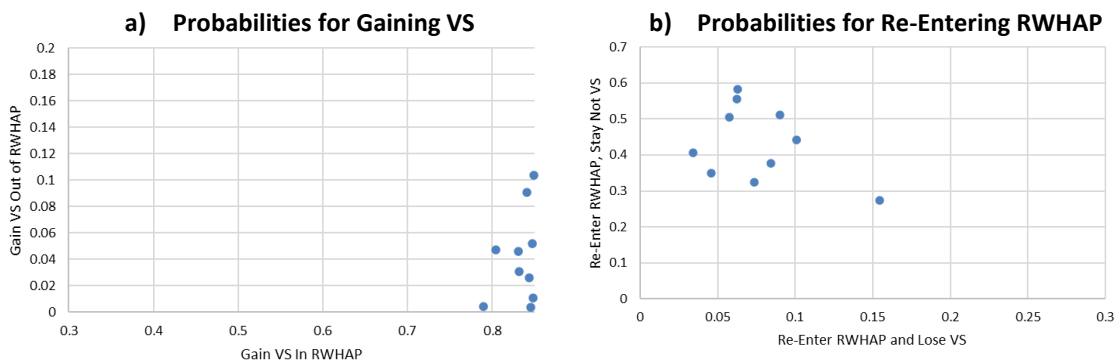 a) Probabilities for Gaining VS
0.2
0.18
0.16
0.14
0.12
0.1
0.08
0.06
0.04
0.02
0
Gain VS Out of RWHAP
0.3 0.4 0.5 0.6 0.7 0.8
Gain VS In RWHAP
b) Probabilities for Re-Entering RWHAP
0.7
0.6
0.5
0.4
0.3
0.2
0.1
0
Re-Enter RWHAP, Stay Not VS
0 0.05 0.1 0.15 0.2 0.25 0.3
Re-Enter RWHAP and Lose VS